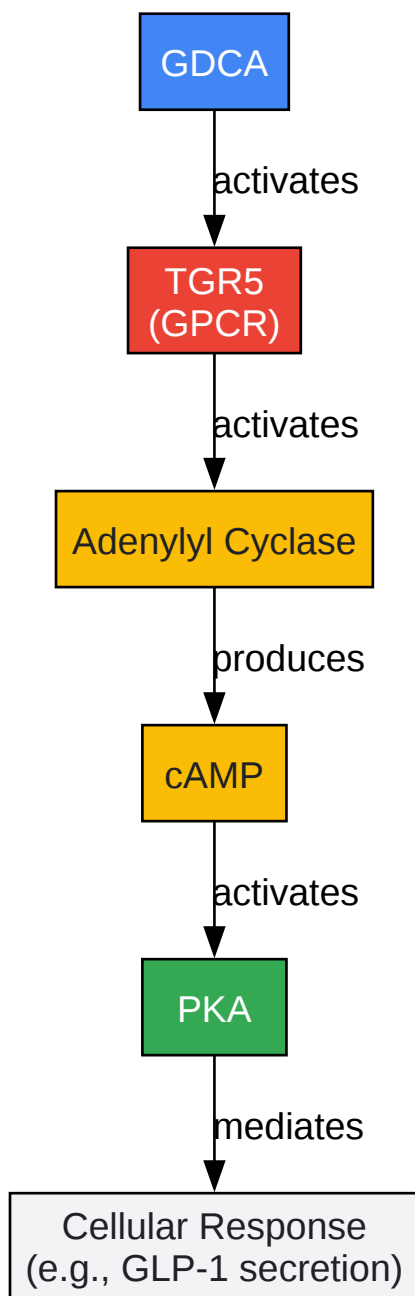 GDCA
activates
TGR5
(GPCR)
activates
Adenylyl Cyclase
produces
cAMP
activates
PKA
mediates
Cellular Response
(e.g., GLP-1 secretion)